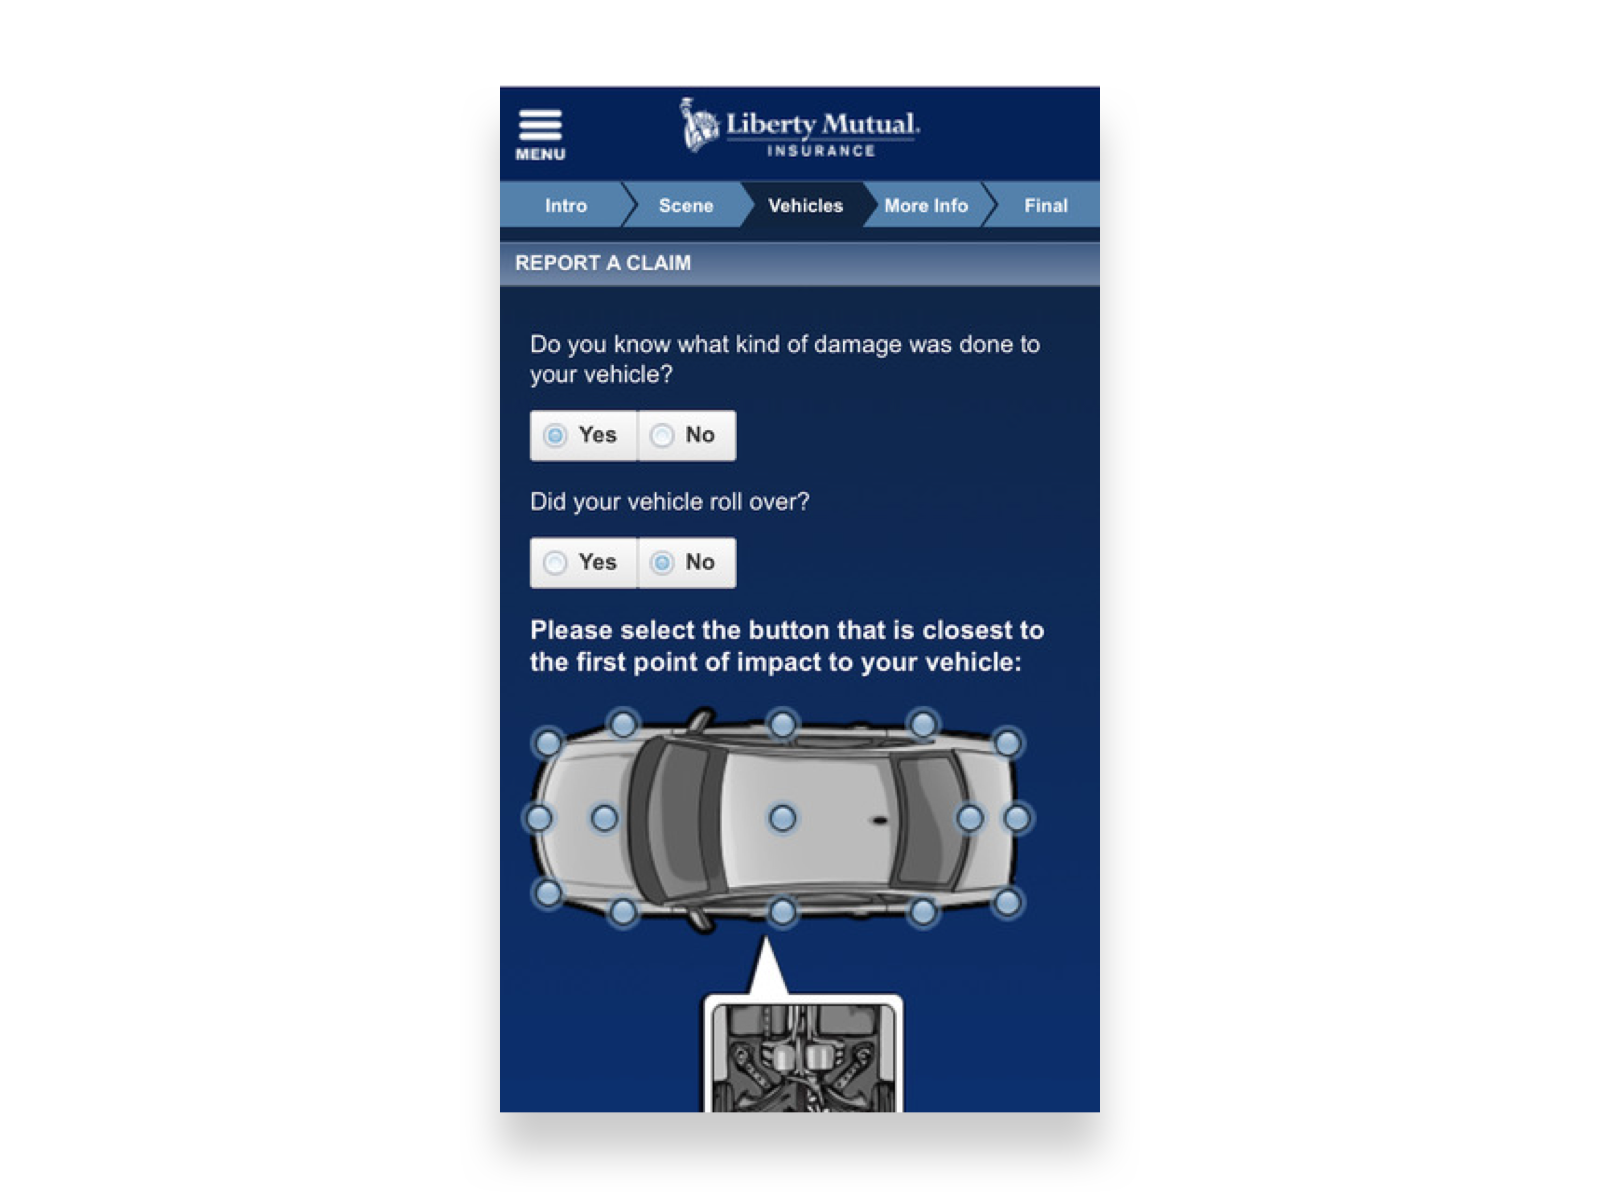 MENU
Liberty Mutual.
INSURANCE
Intro
Scene
Vehicles
More Info
Final
REPORT A CLAIM
Do you know what kind of damage was done to
your vehicle?
Yes
No
Did your vehicle roll over?
Yes
No
Please select the button that is closest to
the first point of impact to your vehicle: